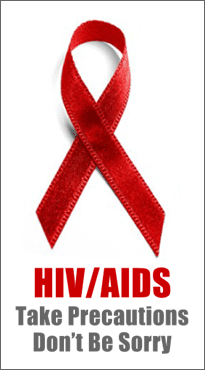 HIV/AIDS
Take Precautions
Don't Be Sorry